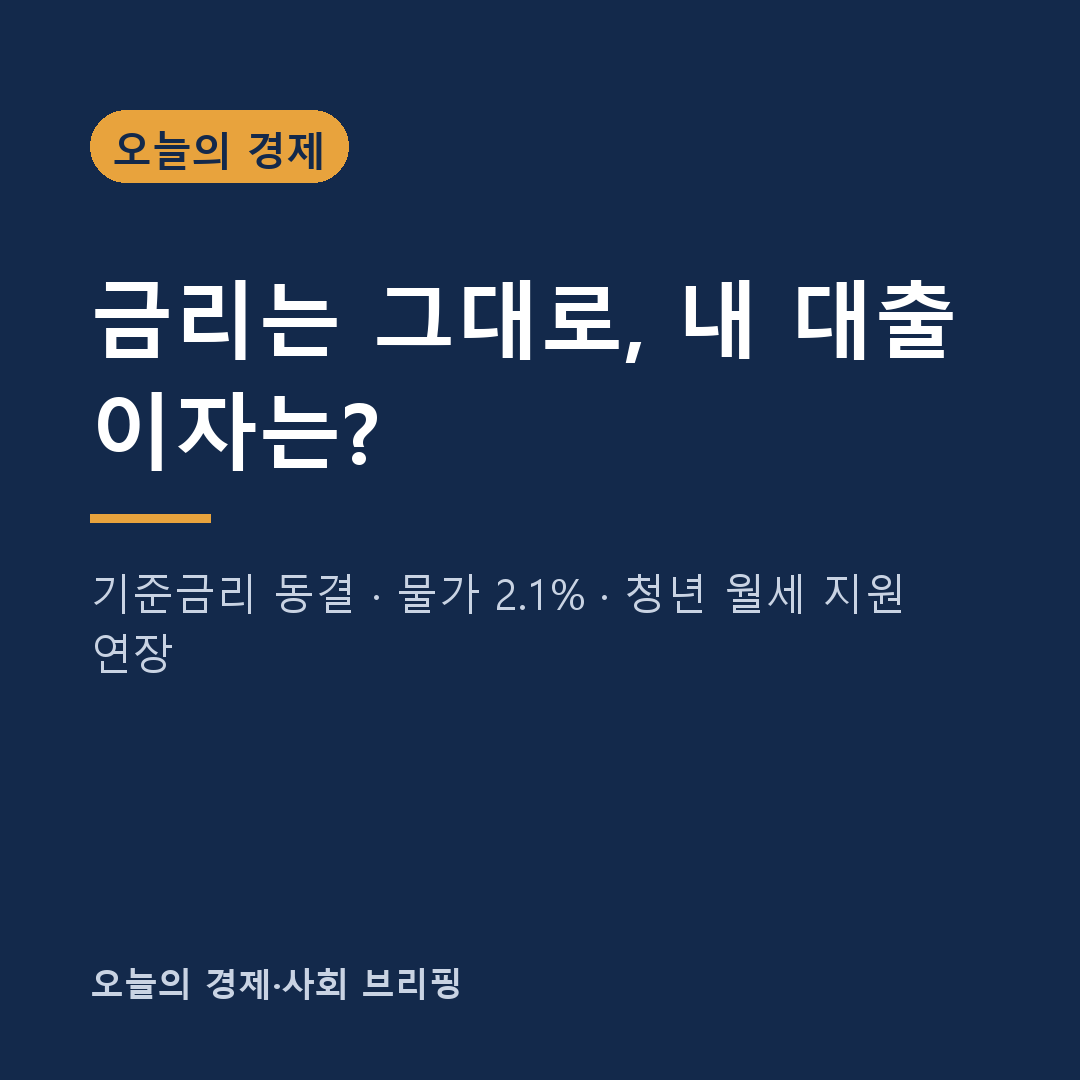 오늘의 경제
금리는 그대로, 내 대출
이자는?
기준금리 동결 · 물가 2.1% · 청년 월세 지원
연장
오늘의 경제·사회 브리핑